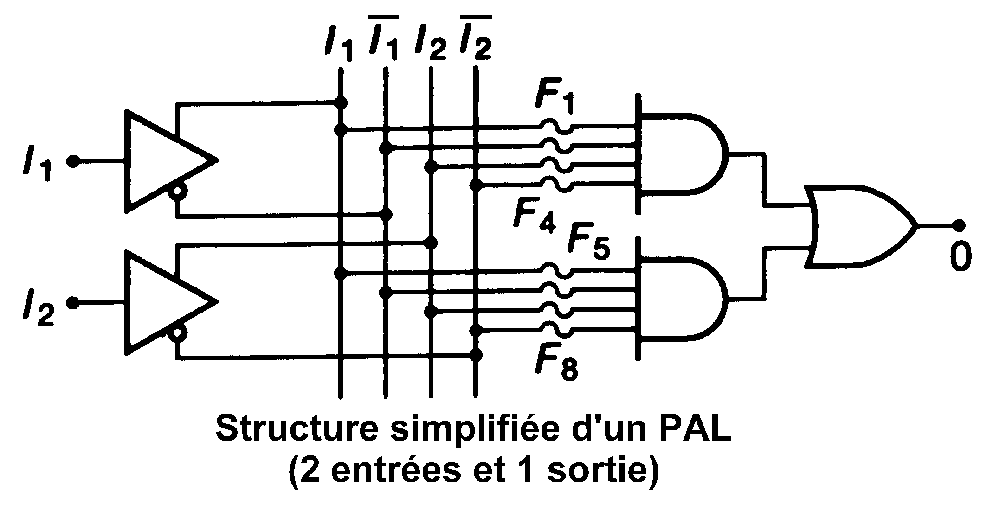 I1 I̅1̅ I2 I̅2̅
F1
I1
F4
F5
0
I2
F8
Structure simplifiée d'un PAL
(2 entrées et 1 sortie)